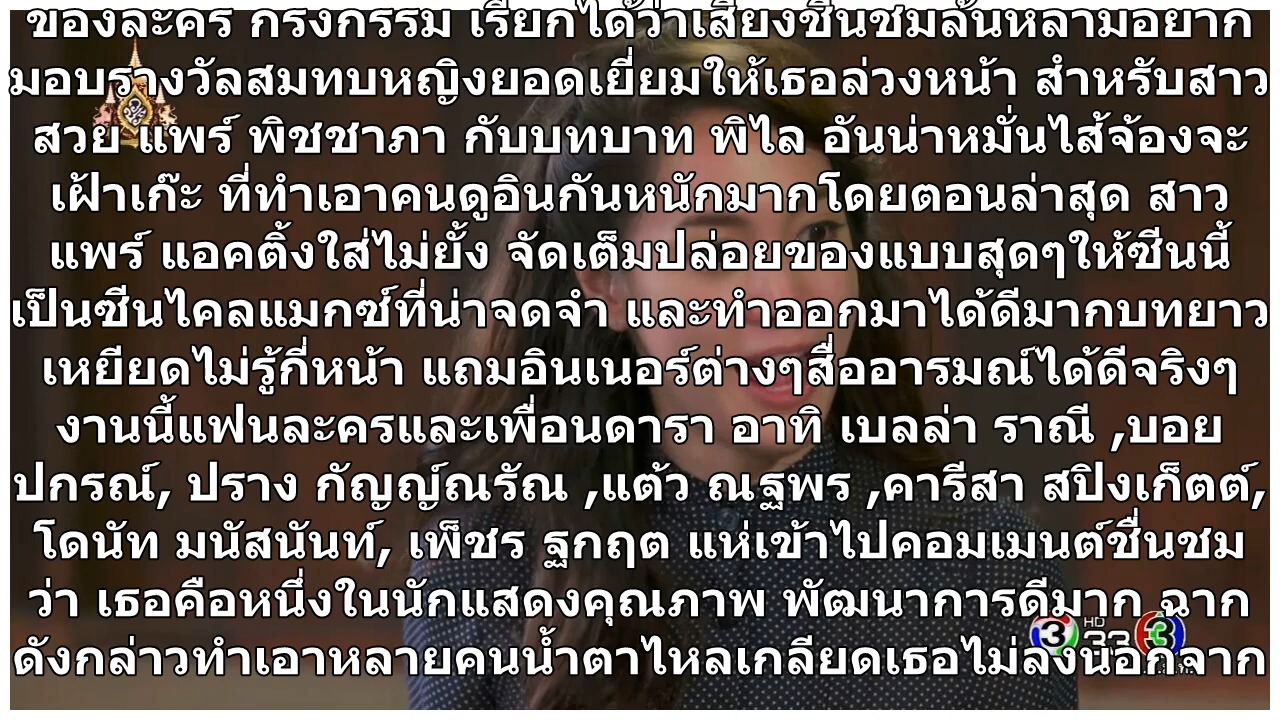 ของละคร กรงกรรม เรียกได้ว่าเสียงชื่นชมล้นหลามอยาก
มอบรางวัลสมทบหญิงยอดเยี่ยมให้เธอล่วงหน้า สำหรับสาว
สวย แพร์ พิชชาภา กับบทบาท พิไล อันน่าหมั่นไส้จ้องจะ
เฝ้าเก๊ะ ที่ทำเอาคนดูอินกันหนักมากโดยตอนล่าสุด สาว
แพร์ แอคติ้งใส่ไม่ยั้ง จัดเต็มปล่อยของแบบสุดๆให้ซีนนี้
เป็นซีนไคลแมกซ์ที่น่าจดจำ และทำออกมาได้ดีมากบทยาว
เหยียดไม่รู้กี่หน้า แถมอินเนอร์ต่างๆสื่ออารมณ์ได้ดีจริงๆ
งานนี้แฟนละครและเพื่อนดารา อาทิ เบลล่า ราณี ,บอย
ปกรณ์, ปราง กัญญ์ณรัณ ,แต้ว ณฐพร ,คารีสา สปิงเก็ตต์,
โดนัท มนัสนันท์, เพ็ชร ฐกฤต แห่เข้าไปคอมเมนต์ชื่นชม
ว่า เธอคือหนึ่งในนักแสดงคุณภาพ พัฒนาการดีมาก ฉาก
ดังกล่าวทำเอาหลายคนน้ำตาไหลเกลียดเธอไม่ลงนอกจาก
3 HD 33 3